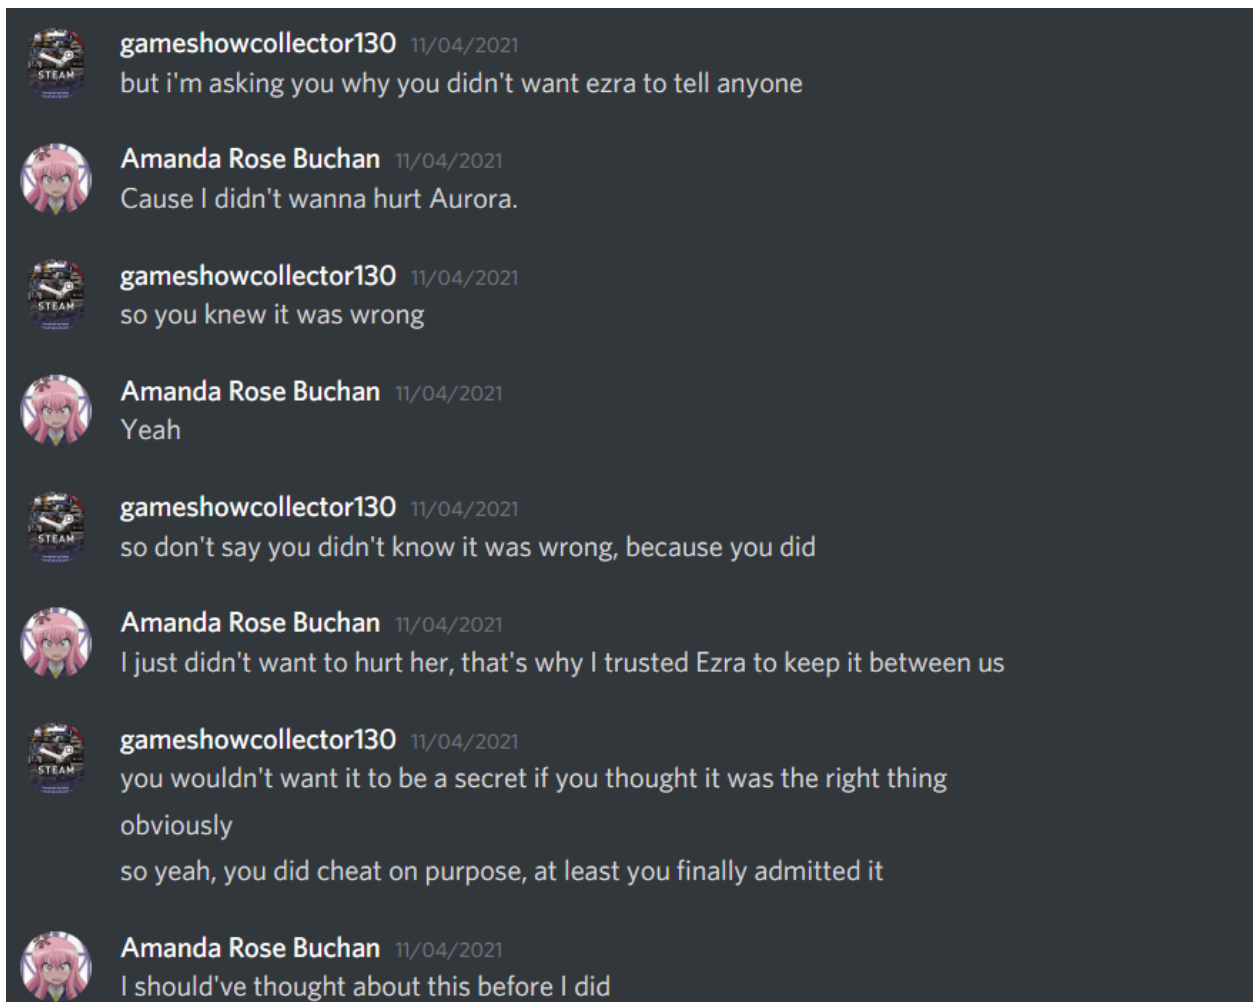 gameshowcollector130 11/04/2021
but i'm asking you why you didn't want ezra to tell anyone
Amanda Rose Buchan 11/04/2021
Cause I didn't wanna hurt Aurora.
STEAM
gameshowcollector130 11/04/2021
so you knew it was wrong
Amanda Rose Buchan 11/04/2021
Yeah
STEAM
gameshowcollector130 11/04/2021
so don't say you didn't know it was wrong, because you did
Amanda Rose Buchan 11/04/2021
I just didn't want to hurt her, that's why I trusted Ezra to keep it between us
STEAM
gameshowcollector130 11/04/2021
you wouldn't want it to be a secret if you thought it was the right thing
obviously
so yeah, you did cheat on purpose, at least you finally admitted it
Amanda Rose Buchan 11/04/2021
I should've thought about this before I did